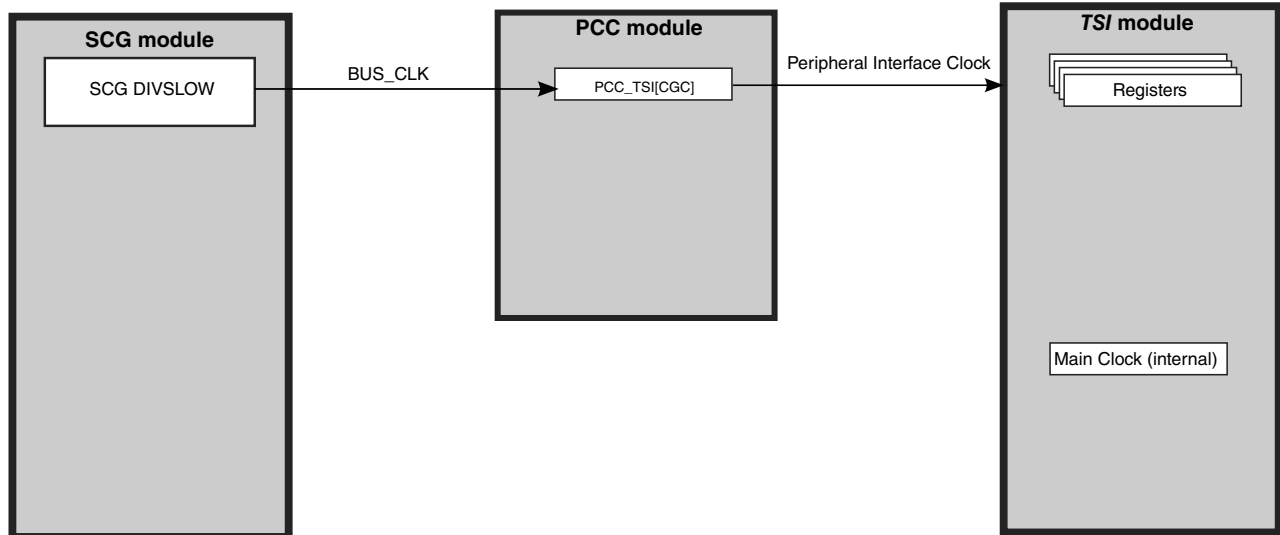 SCG module
SCG DIVSLOW
BUS_CLK
PCC module
PCC_TSI[CGC]
Peripheral Interface Clock
TSI module
Registers
Main Clock (internal)